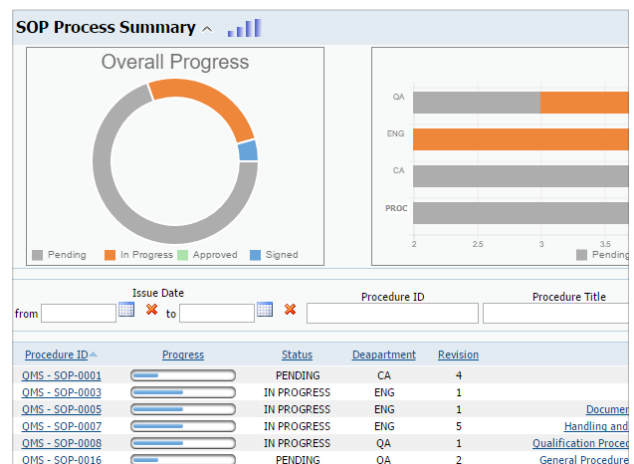 SOP Process Summary
Overall Progress
Pending In Progress Approved Signed
QA
ENG
CA
PROC
2 2.5 3 3.5
Pending
Issue Date Procedure ID Procedure Title
from to
Procedure ID Progress Status Deapartment Revision
QMS - SOP-0001 PENDING CA 4
QMS - SOP-0003 IN PROGRESS ENG 1
QMS - SOP-0005 IN PROGRESS ENG 1 Documen
QMS - SOP-0007 IN PROGRESS ENG 5 Handling and
QMS - SOP-0008 IN PROGRESS QA 1 Qualification Proced
QMS - SOP-0016 PENDING QA 2 General Procedure